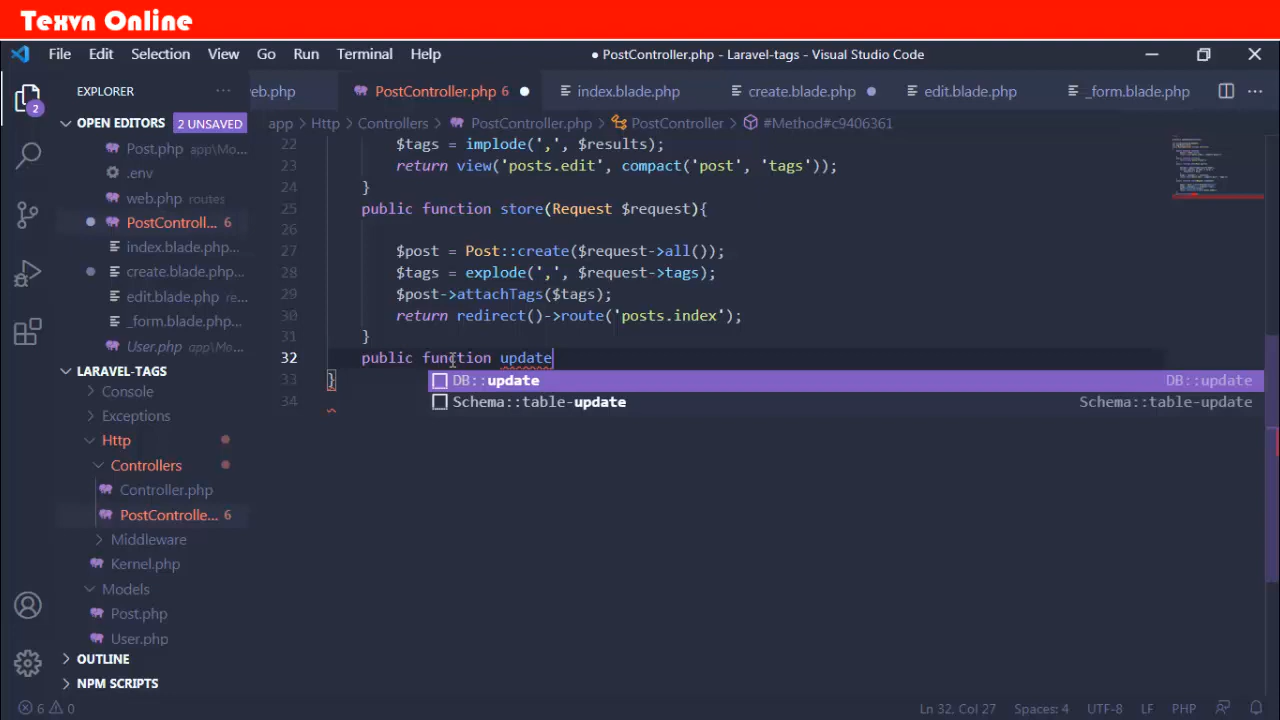 Texvn Online
File Edit Selection View Go Run Terminal Help
● PostController.php - Laravel-tags - Visual Studio Code
EXPLORER ···
eb.php PostController.php 6 ● index.blade.php create.blade.php ● edit.blade.php _form.blade.php ···
OPEN EDITORS 2 UNSAVED
app > Http > Controllers > PostController.php > PostController > #Method#c9406361
2
Post.php app\Mo...
.env
web.php routes
PostControll... 6
index.blade.php...
create.blade.php...
edit.blade.php re...
_form.blade.php...
User.php app\Mo...
LARAVEL-TAGS
Console
Exceptions
Http
Controllers
Controller.php
PostControlle... 6
Middleware
Kernel.php
Models
Post.php
User.php
OUTLINE
NPM SCRIPTS
22 $tags = implode(',', $results);
23 return view('posts.edit', compact('post' 'tags'));
24 }
25 public function store(Request $request){
26
27 $post = Post::create($request->all());
28 $tags = explode(',', $request->tags);
29 $post->attachTags($tags);
30 return redirect()->route('posts.index');
31 }
32 public function update
33 }
34
DB::update DB::update
Schema::table-update Schema::table-update
6 0 Ln 32, Col 27 Spaces: 4 UTF-8 LF PHP